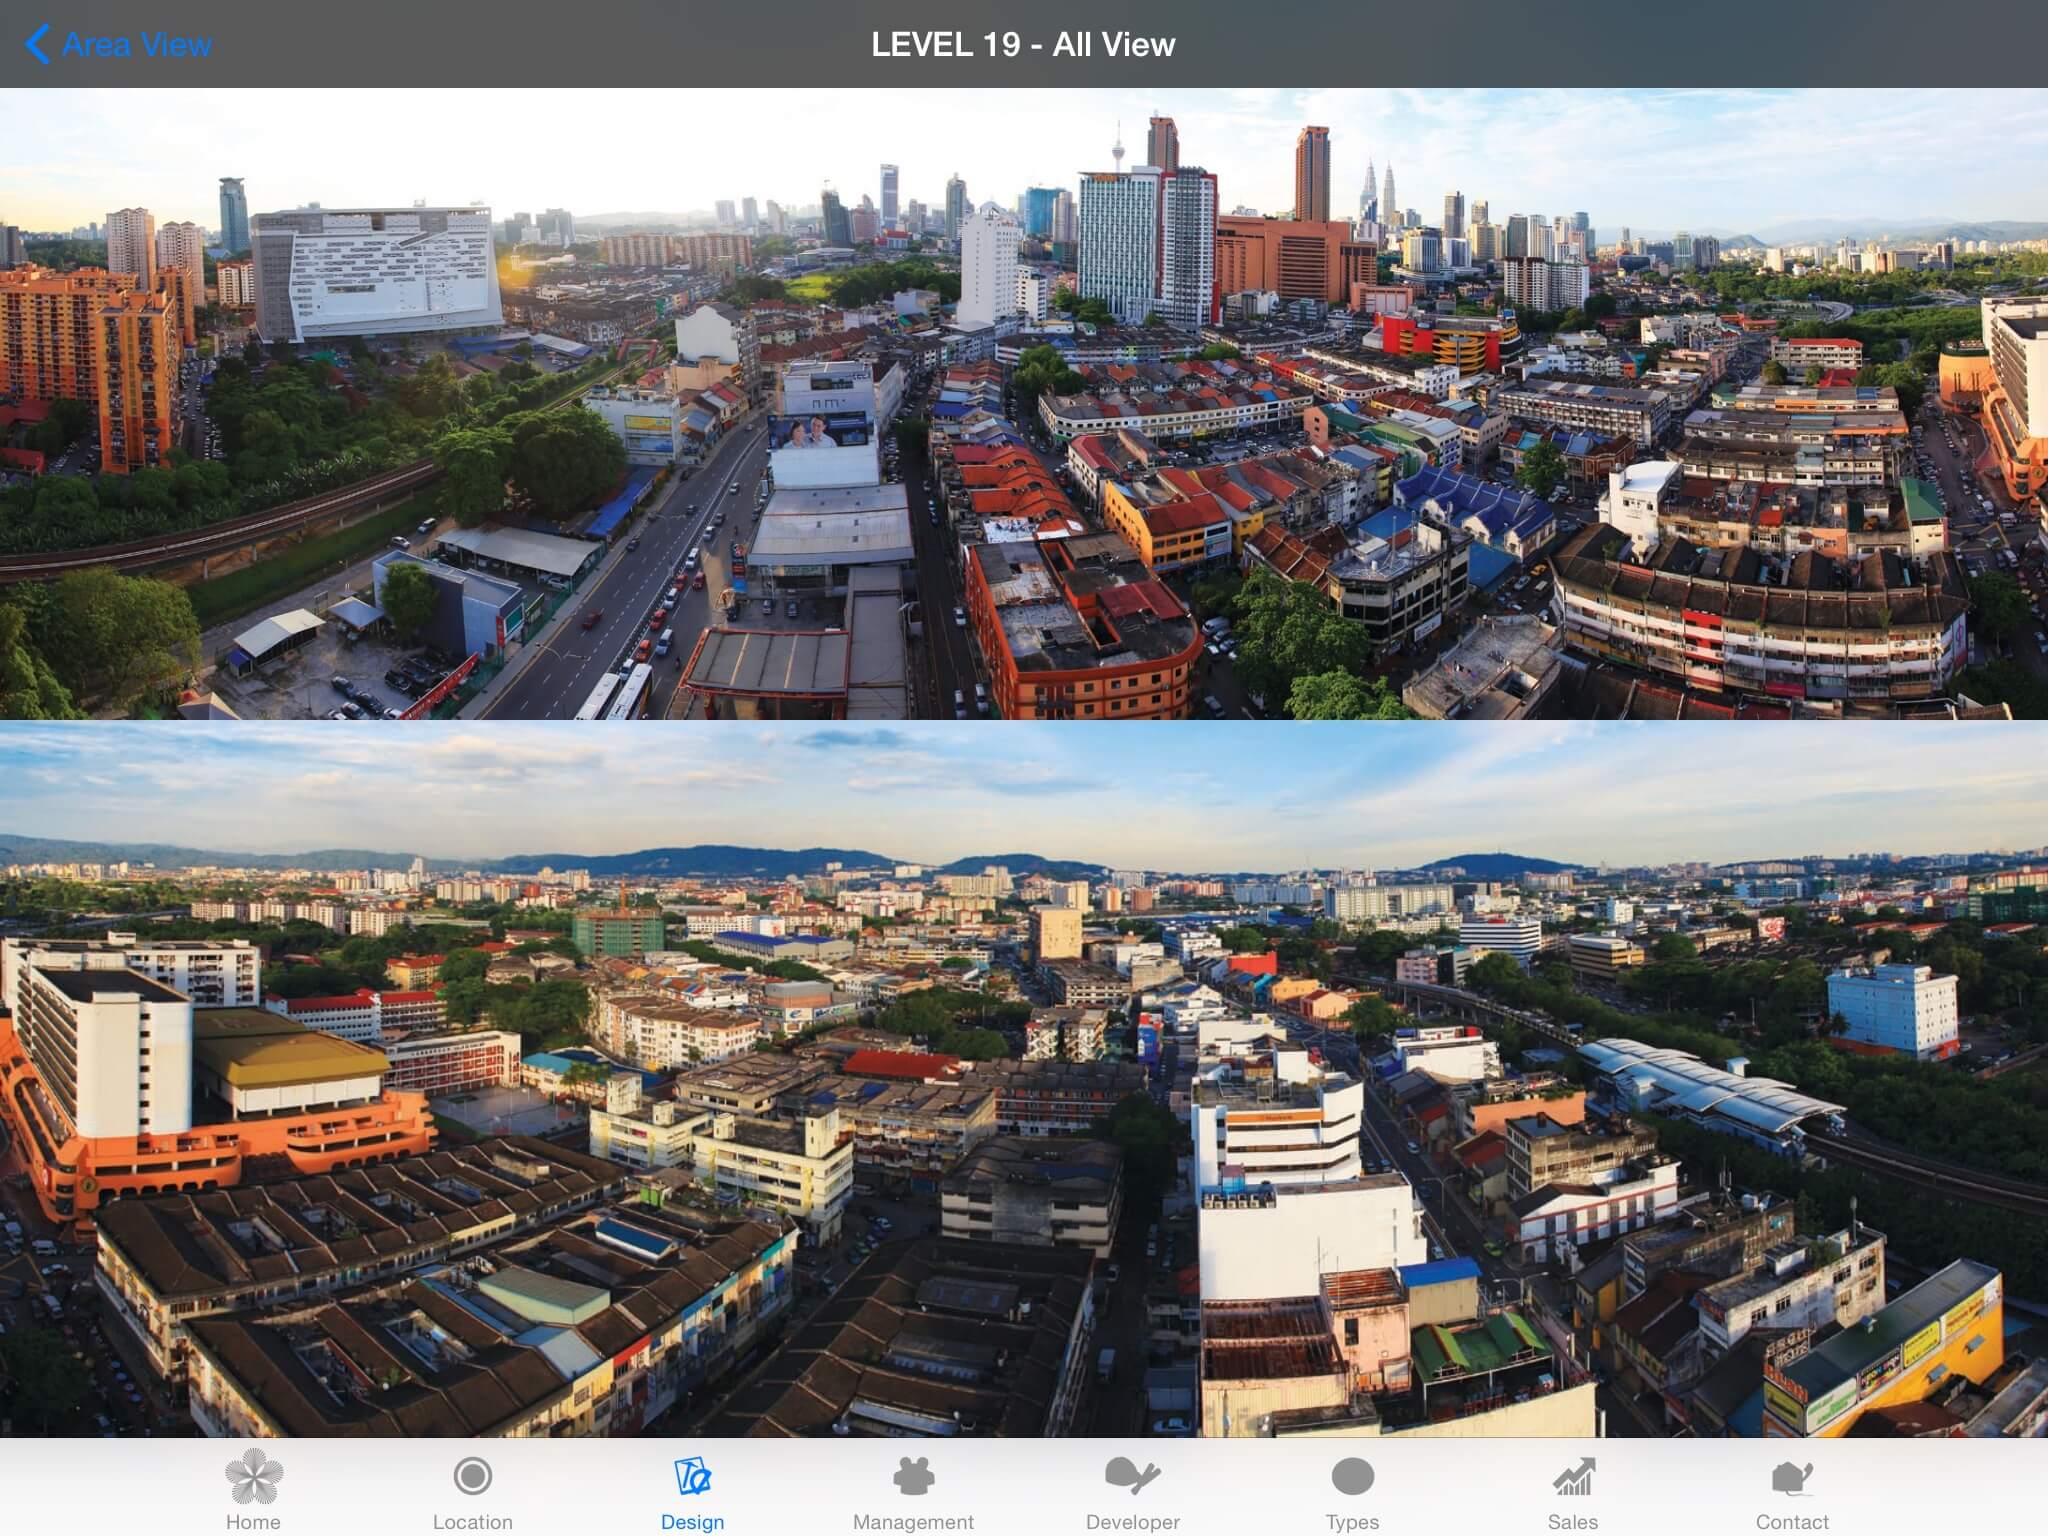 Area View
LEVEL 19 - All View
Home
Location
Design
Management
Developer
Types
Sales
Contact